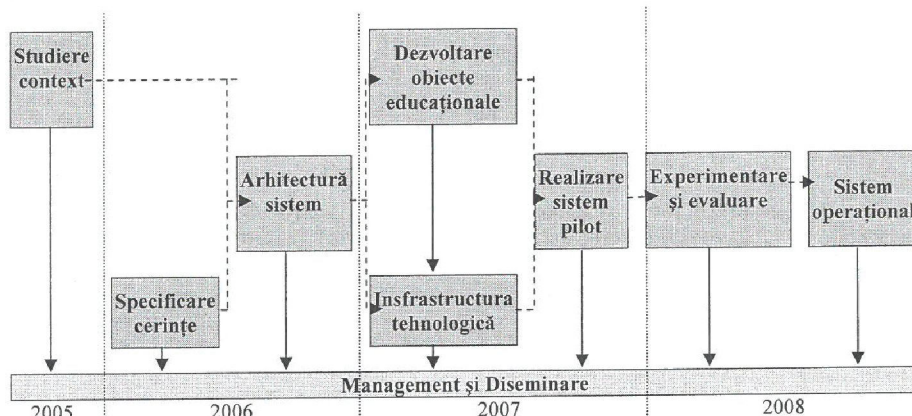 Studiere
context
Dezvoltare
obiecte
educaționale
Arhitectură
sistem
Realizare
sistem
pilot
Experimentare
și evaluare
Sistem
operațional
Specificare
cerințe
Insfrastructura
tehnologică
Management și Diseminare
2005
2006
2007
2008